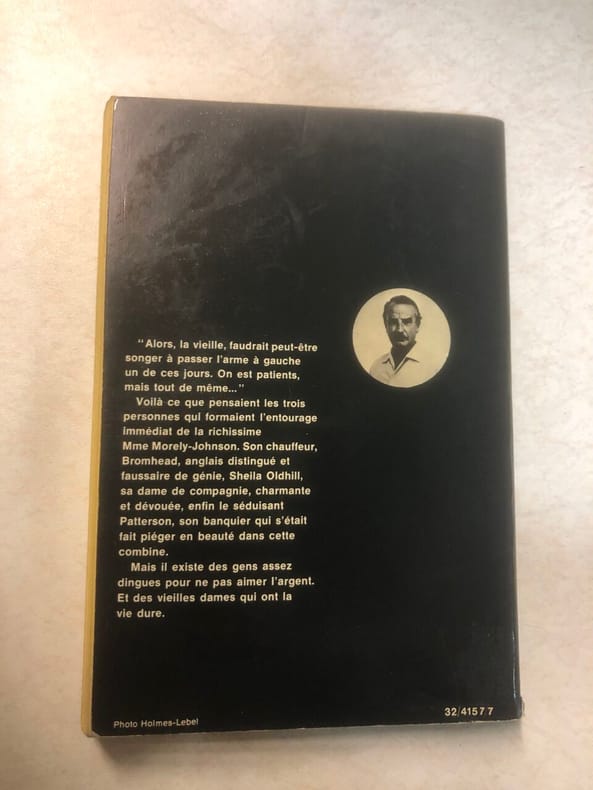 "Alors, la vieille, faudrait peut-être
songer à passer l'arme à gauche
un de ces jours. On est patients,
mais tout de même..."
Voilà ce que pensaient les trois
personnes qui formaient l'entourage
immédiat de la richissime
Mme Morely-Johnson. Son chauffeur,
Bromhead, anglais distingué et
faussaire de génie, Sheila Oldhill,
sa dame de compagnie, charmante
et dévouée, enfin le séduisant
Patterson, son banquier qui s'était
fait piéger en beauté dans cette
combine.
Mais il existe des gens assez
dingues pour ne pas aimer l'argent.
Et des vieilles dames qui ont la
vie dure.
Photo Holmes-Lebel
32/4157 7